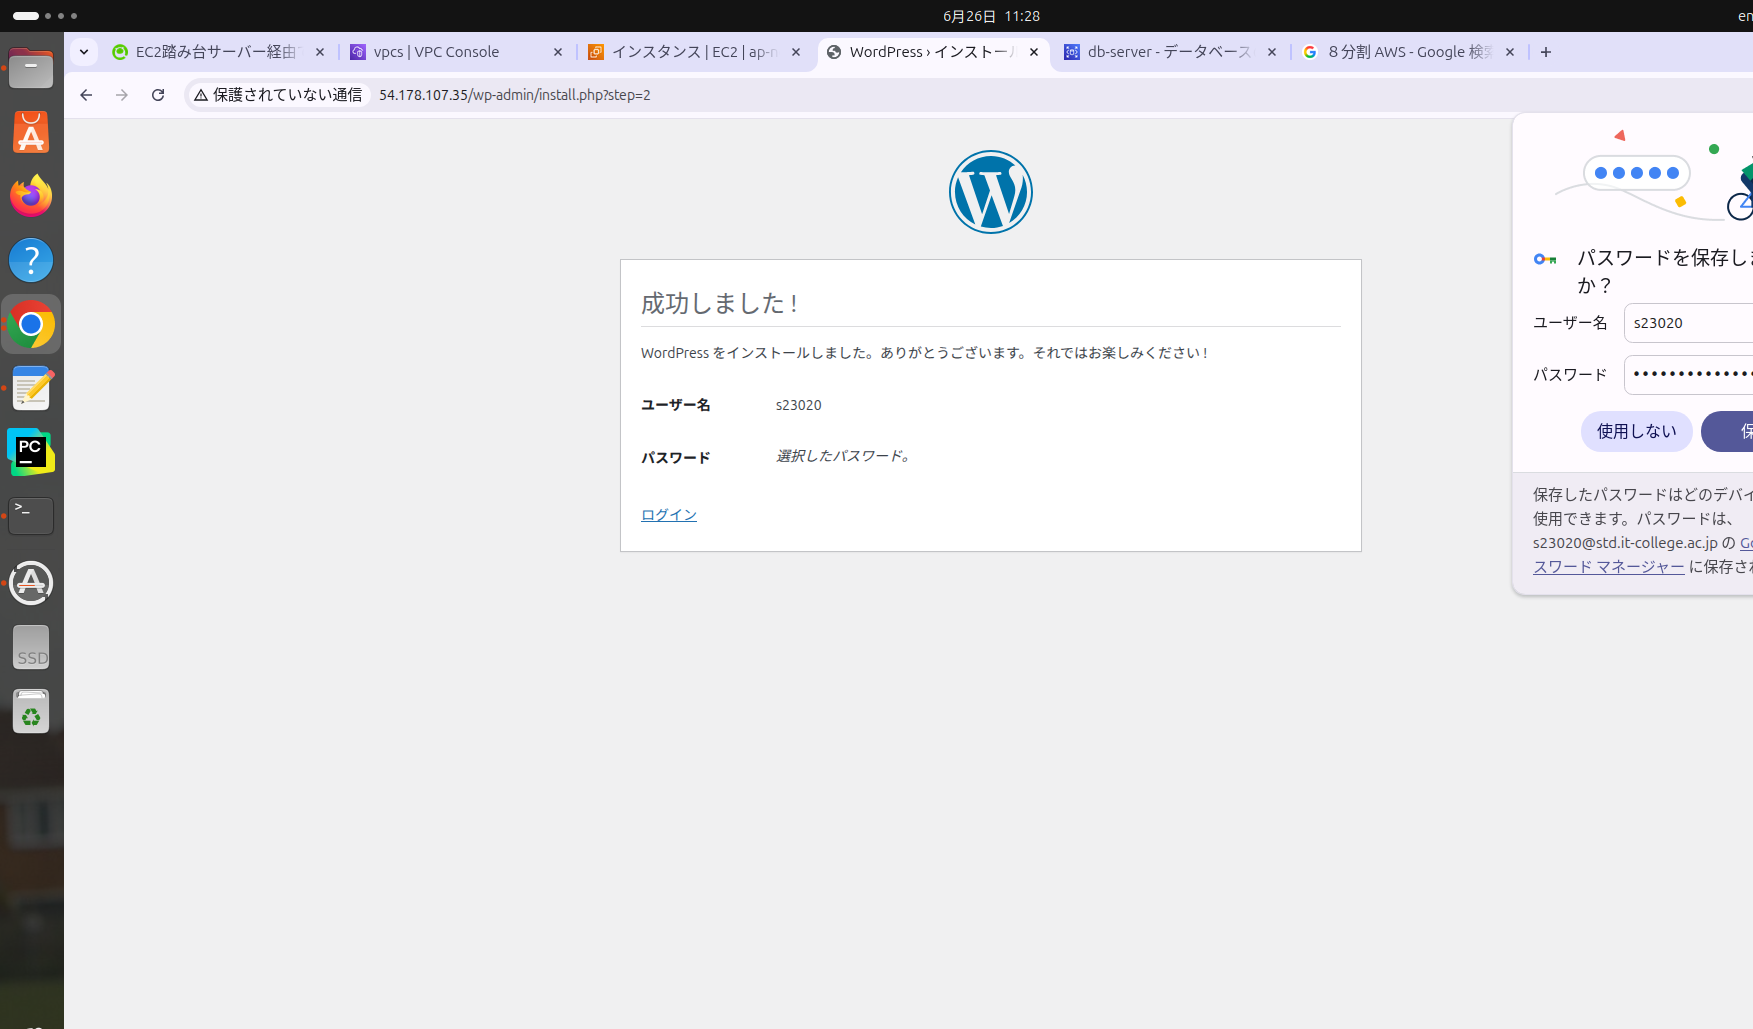 6月26日 11:28
en
EC2踏み台サーバー経由で
vpcs | VPC Console
インスタンス | EC2 | ap-n
WordPress › インストール
db-server - データベース
８分割 AWS - Google 検索
保護されていない通信
54.178.107.35/wp-admin/install.php?step=2
成功しました !
WordPress をインストールしました。ありがとうございます。それではお楽しみください !
ユーザー名 s23020
パスワード 選択したパスワード。
ログイン
パスワードを保存しま
か？
ユーザー名 s23020
パスワード ••••••••••••••
使用しない 保
保存したパスワードはどのデバイ
使用できます。パスワードは、
s23020@std.it-college.ac.jp の Go
スワード マネージャー に保存され
PC
>_
SSD